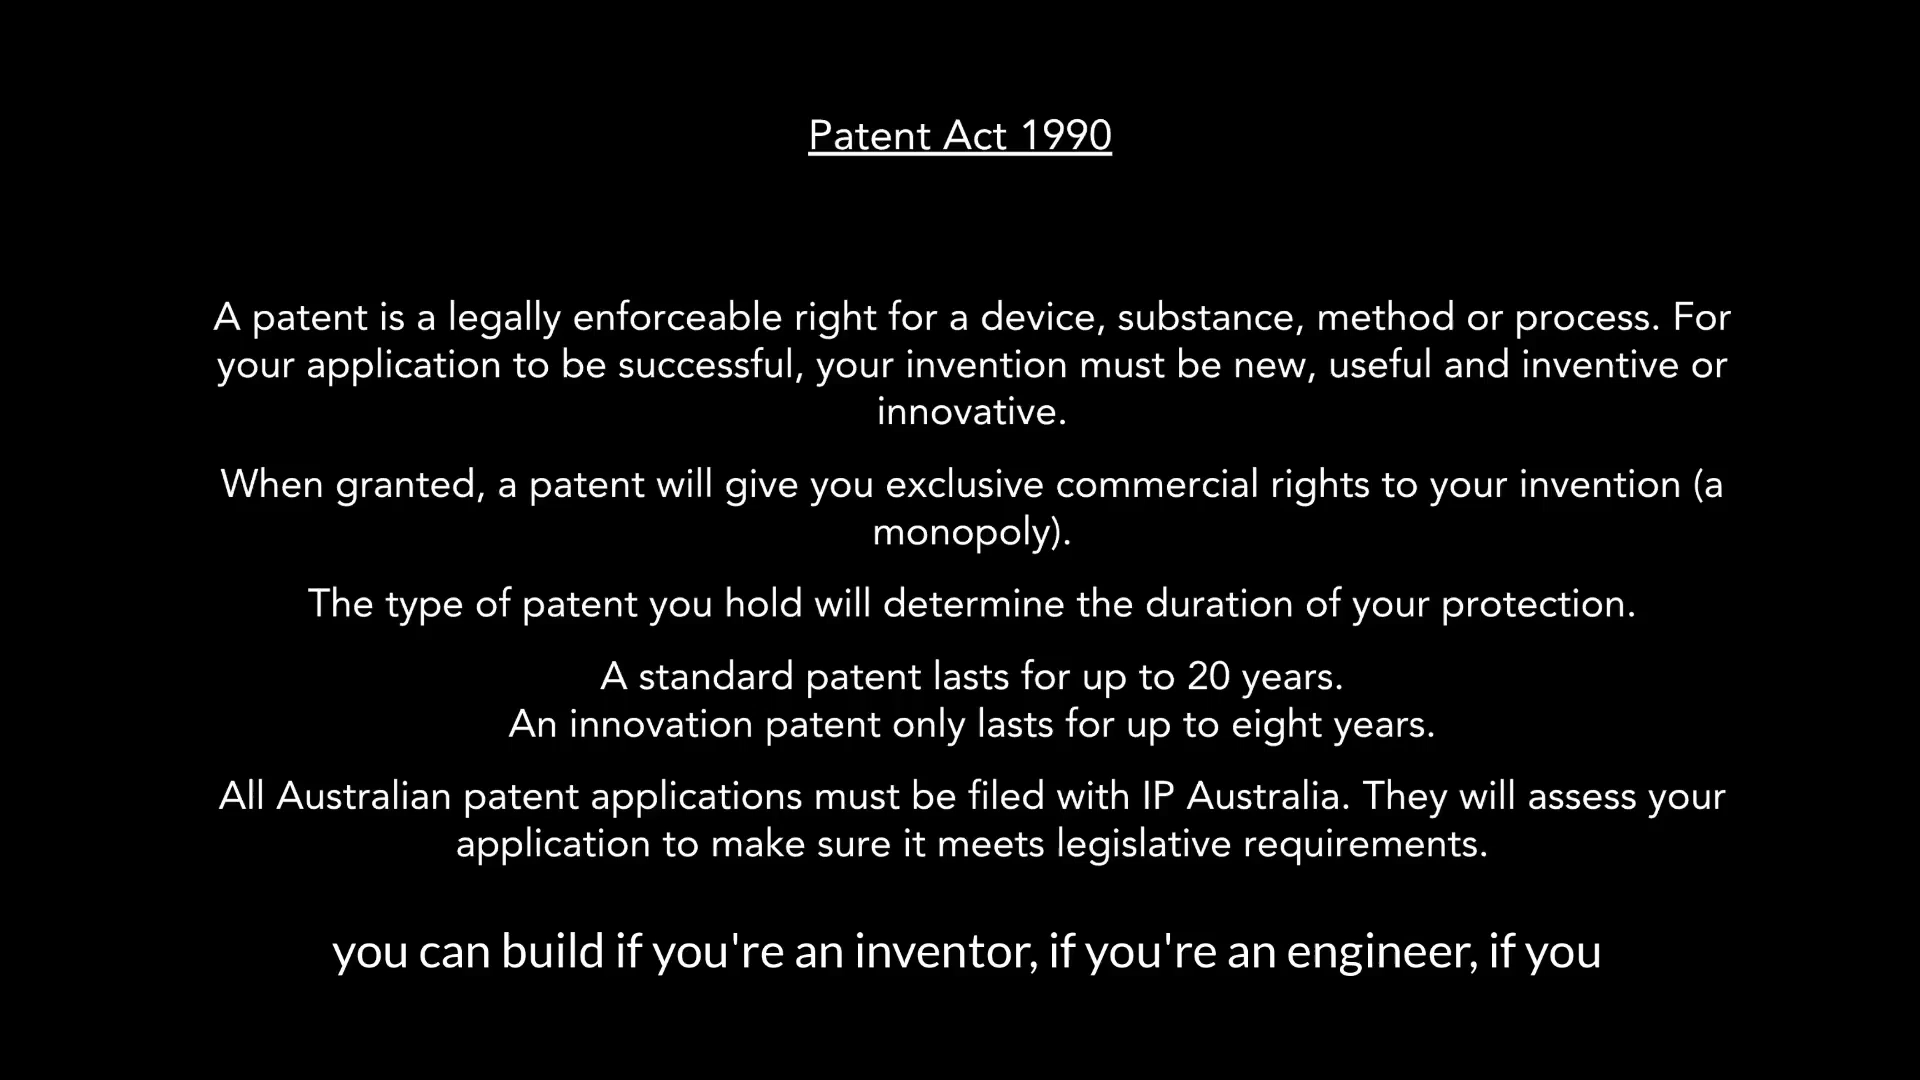 Patent Act 1990
A patent is a legally enforceable right for a device, substance, method or process. For
your application to be successful, your invention must be new, useful and inventive or
innovative.
When granted, a patent will give you exclusive commercial rights to your invention (a
monopoly).
The type of patent you hold will determine the duration of your protection.
A standard patent lasts for up to 20 years.
An innovation patent only lasts for up to eight years.
All Australian patent applications must be filed with IP Australia. They will assess your
application to make sure it meets legislative requirements.
you can build if you're an inventor, if you're an engineer, if you